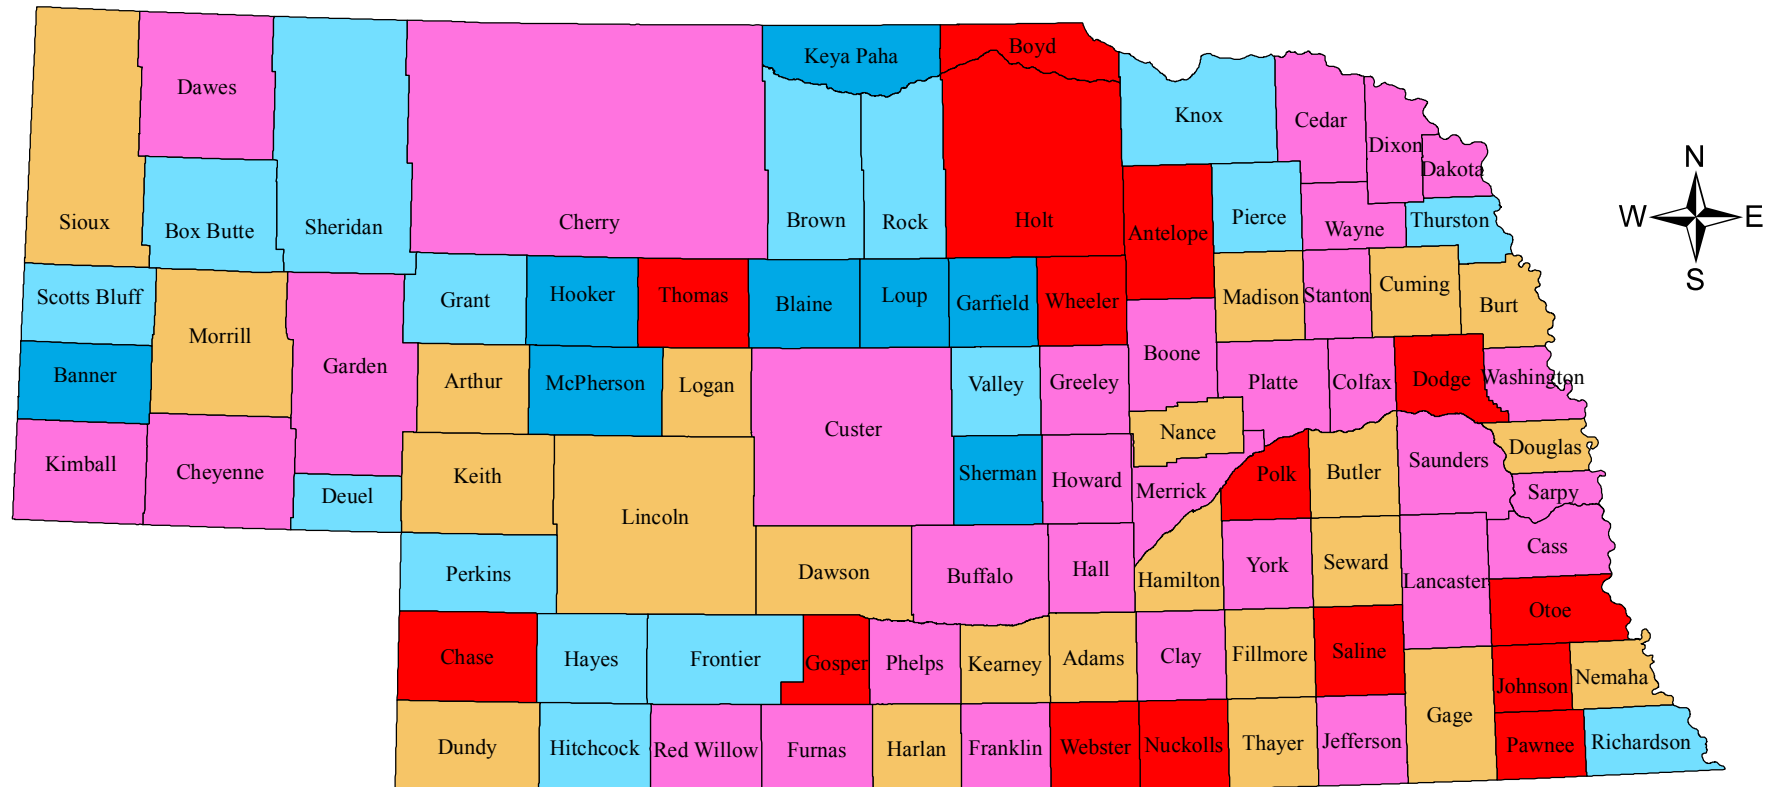 Keya Paha
Boyd
Dawes
Knox
Cedar
Dixon
Dakota
N
W
E
S
Sioux
Box Butte
Sheridan
Cherry
Brown
Rock
Holt
Antelope
Pierce
Wayne
Thurston
Scotts Bluff
Morrill
Grant
Hooker
Thomas
Blaine
Loup
Garfield
Wheeler
Madison
Stanton
Cuming
Burt
Banner
Garden
Arthur
McPherson
Logan
Custer
Valley
Greeley
Boone
Platte
Colfax
Dodge
Washington
Kimball
Cheyenne
Deuel
Keith
Lincoln
Sherman
Howard
Merrick
Nance
Polk
Butler
Saunders
Douglas
Sarpy
Perkins
Dawson
Buffalo
Hall
Hamilton
York
Seward
Lancaster
Cass
Otoe
Chase
Hayes
Frontier
Gosper
Phelps
Kearney
Adams
Clay
Fillmore
Saline
Johnson
Nemaha
Dundy
Hitchcock
Red Willow
Furnas
Harlan
Franklin
Webster
Nuckolls
Thayer
Jefferson
Gage
Pawnee
Richardson